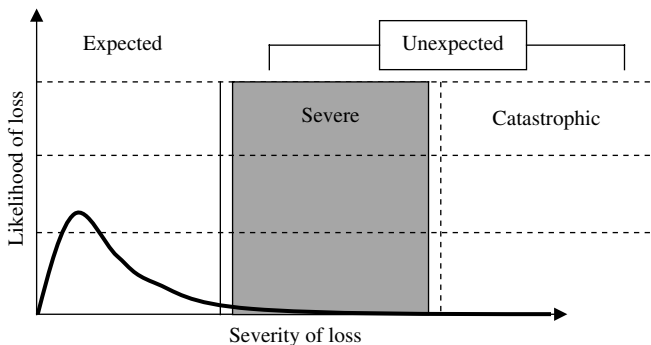 Expected
Unexpected
Severe
Catastrophic
Likelihood of loss
Severity of loss